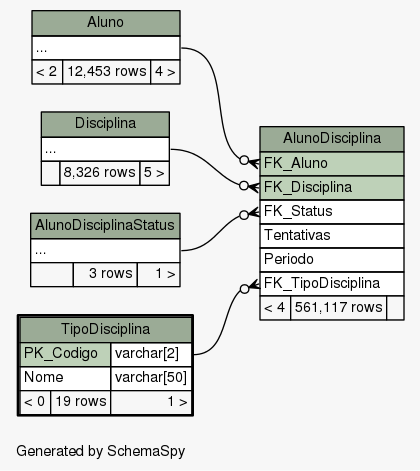 Aluno
...
< 2 12,453 rows 4 >
Disciplina
...
8,326 rows 5 >
AlunoDisciplinaStatus
...
3 rows 1 >
TipoDisciplina
PK_Codigo varchar[2]
Nome varchar[50]
< 0 19 rows 1 >
AlunoDisciplina
FK_Aluno
FK_Disciplina
FK_Status
Tentativas
Periodo
FK_TipoDisciplina
< 4 561,117 rows
Generated by SchemaSpy